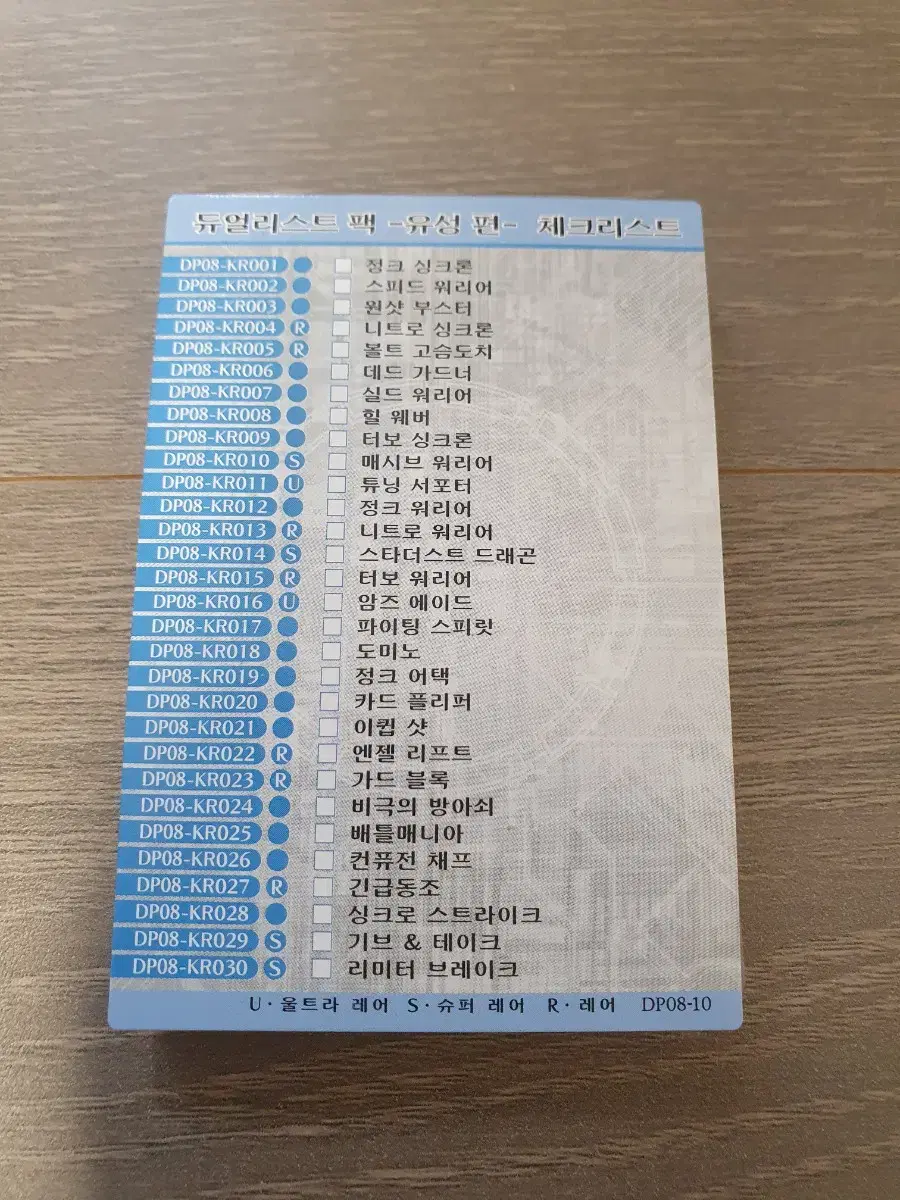 듀얼리스트 팩 -유성 편- 체크리스트
DP08-KR001 정크 싱크론
DP08-KR002 스피드 워리어
DP08-KR003 원샷 부스터
DP08-KR004 R 니트로 싱크론
DP08-KR005 R 볼트 고슴도치
DP08-KR006 데드 가드너
DP08-KR007 실드 워리어
DP08-KR008 힐 웨버
DP08-KR009 터보 싱크론
DP08-KR010 S 매시브 워리어
DP08-KR011 U 튜닝 서포터
DP08-KR012 정크 워리어
DP08-KR013 R 니트로 워리어
DP08-KR014 S 스타더스트 드래곤
DP08-KR015 R 터보 워리어
DP08-KR016 U 암즈 에이드
DP08-KR017 파이팅 스피릿
DP08-KR018 도미노
DP08-KR019 정크 어택
DP08-KR020 카드 플리퍼
DP08-KR021 이큅 샷
DP08-KR022 R 엔젤 리프트
DP08-KR023 R 가드 블록
DP08-KR024 비극의 방아쇠
DP08-KR025 배틀매니아
DP08-KR026 컨퓨전 채프
DP08-KR027 R 긴급동조
DP08-KR028 싱크로 스트라이크
DP08-KR029 S 기브 & 테이크
DP08-KR030 S 리미터 브레이크
U·울트라 레어 S·슈퍼 레어 R·레어 DP08-10